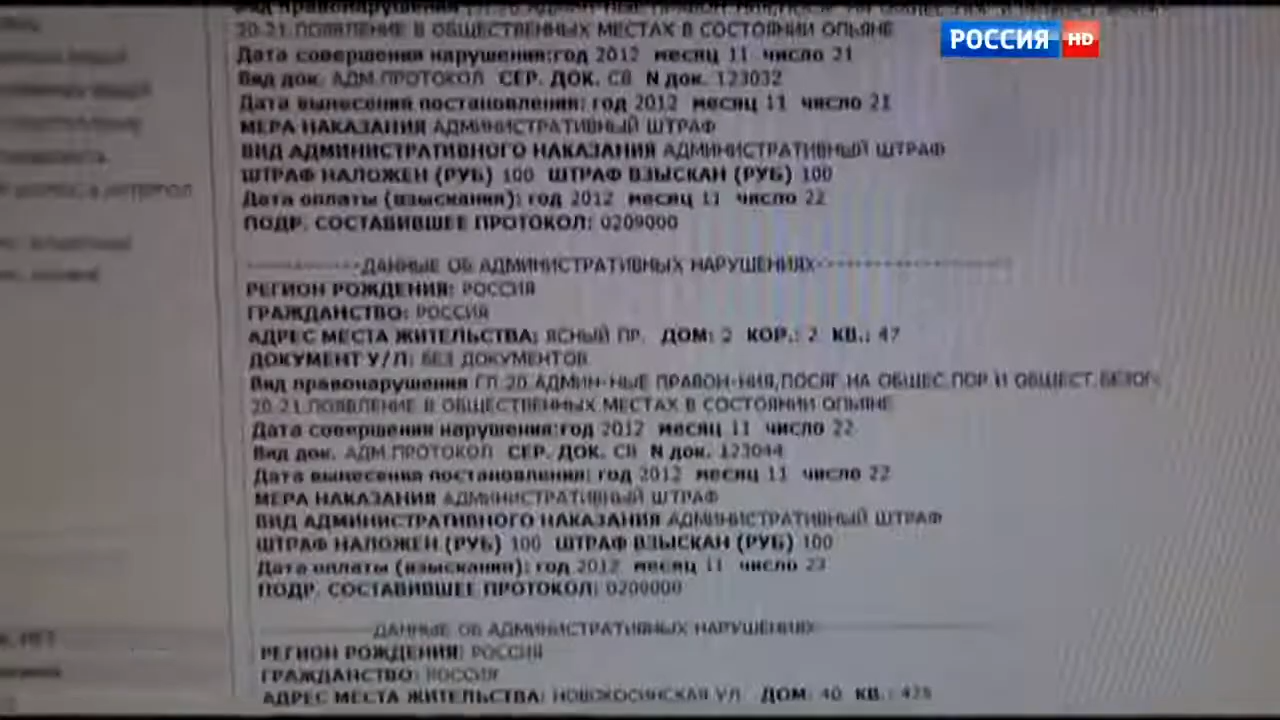 20.21.ПОЯВЛЕНИЕ В ОБЩЕСТВЕННЫХ МЕСТАХ В СОСТОЯНИИ ОПЬЯНЕ
РОССИЯ HD
Дата совершения нарушения:год 2012 месяц 11 число 21
Вид док. АДМ.ПРОТОКОЛ СЕР. ДОК. СВ N док. 123032
Дата вынесения постановления: год 2012 месяц 11 число 21
МЕРА НАКАЗАНИЯ АДМИНИСТРАТИВНЫЙ ШТРАФ
ВИД АДМИНИСТРАТИВНОГО НАКАЗАНИЯ АДМИНИСТРАТИВНЫЙ ШТРАФ
ШТРАФ НАЛОЖЕН (РУБ) 100 ШТРАФ ВЗЫСКАН (РУБ) 100
Дата оплаты (взыскания): год 2012 месяц 11 число 22
ПОДР. СОСТАВИВШЕЕ ПРОТОКОЛ: 0209000
ДАННЫЕ ОБ АДМИНИСТРАТИВНЫХ НАРУШЕНИЯХ
РЕГИОН РОЖДЕНИЯ: РОССИЯ
ГРАЖДАНСТВО: РОССИЯ
АДРЕС МЕСТА ЖИТЕЛЬСТВА: ЯСНЫЙ ПР. ДОМ: 2 КОР.: 2 КВ.: 47
ДОКУМЕНТ У/Л: БЕЗ ДОКУМЕНТОВ
Вид правонарушения ГЛ.20.АДМИН-НЫЕ ПРАВОН-НИЯ,ПОСЯГ.НА ОБЩЕС.ПОР.И ОБЩЕСТ.БЕЗОП
20.21.ПОЯВЛЕНИЕ В ОБЩЕСТВЕННЫХ МЕСТАХ В СОСТОЯНИИ ОПЬЯНЕ
Дата совершения нарушения:год 2012 месяц 11 число 22
Вид док. АДМ.ПРОТОКОЛ СЕР. ДОК. СВ N док. 123044
Дата вынесения постановления: год 2012 месяц 11 число 22
МЕРА НАКАЗАНИЯ АДМИНИСТРАТИВНЫЙ ШТРАФ
ВИД АДМИНИСТРАТИВНОГО НАКАЗАНИЯ АДМИНИСТРАТИВНЫЙ ШТРАФ
ШТРАФ НАЛОЖЕН (РУБ) 100 ШТРАФ ВЗЫСКАН (РУБ) 100
Дата оплаты (взыскания): год 2012 месяц 11 число 23
ПОДР. СОСТАВИВШЕЕ ПРОТОКОЛ:
ДАННЫЕ ОБ АДМИНИСТРАТИВНЫХ НАРУШЕНИЯХ
РЕГИОН РОЖДЕНИЯ: РОССИЯ
ГРАЖДАНСТВО: РОССИЯ
АДРЕС МЕСТА ЖИТЕЛЬСТВА: НОВОКОСИНСКАЯ УЛ. ДОМ: 40 КВ.: